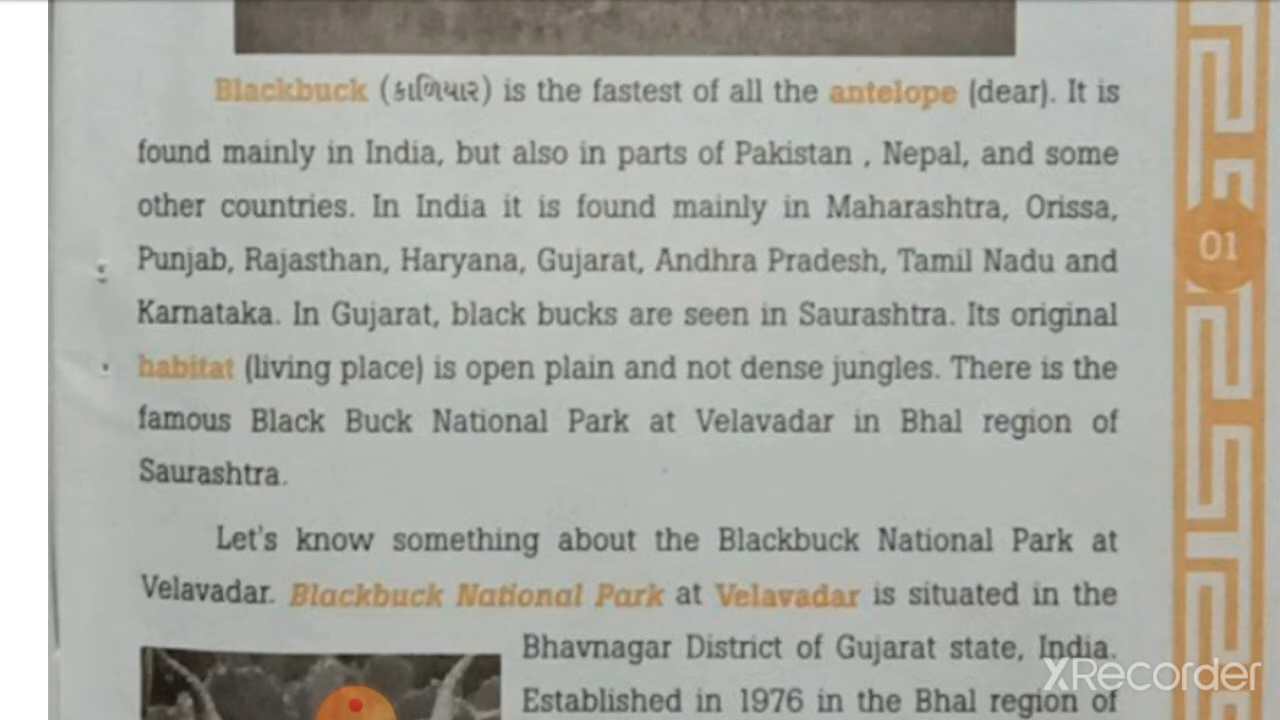 Blackbuck (કાળિયાર) is the fastest of all the antelope (dear). It is
found mainly in India, but also in parts of Pakistan , Nepal, and some
other countries. In India it is found mainly in Maharashtra, Orissa,
Punjab, Rajasthan, Haryana, Gujarat, Andhra Pradesh, Tamil Nadu and
Karnataka. In Gujarat, black bucks are seen in Saurashtra. Its original
habitat (living place) is open plain and not dense jungles. There is the
famous Black Buck National Park at Velavadar in Bhal region of
Saurashtra.
01
Let's know something about the Blackbuck National Park at
Velavadar. Blackbuck National Park at Velavadar is situated in the
Bhavnagar District of Gujarat state, India.
Established in 1976 in the Bhal region of
XRecorder